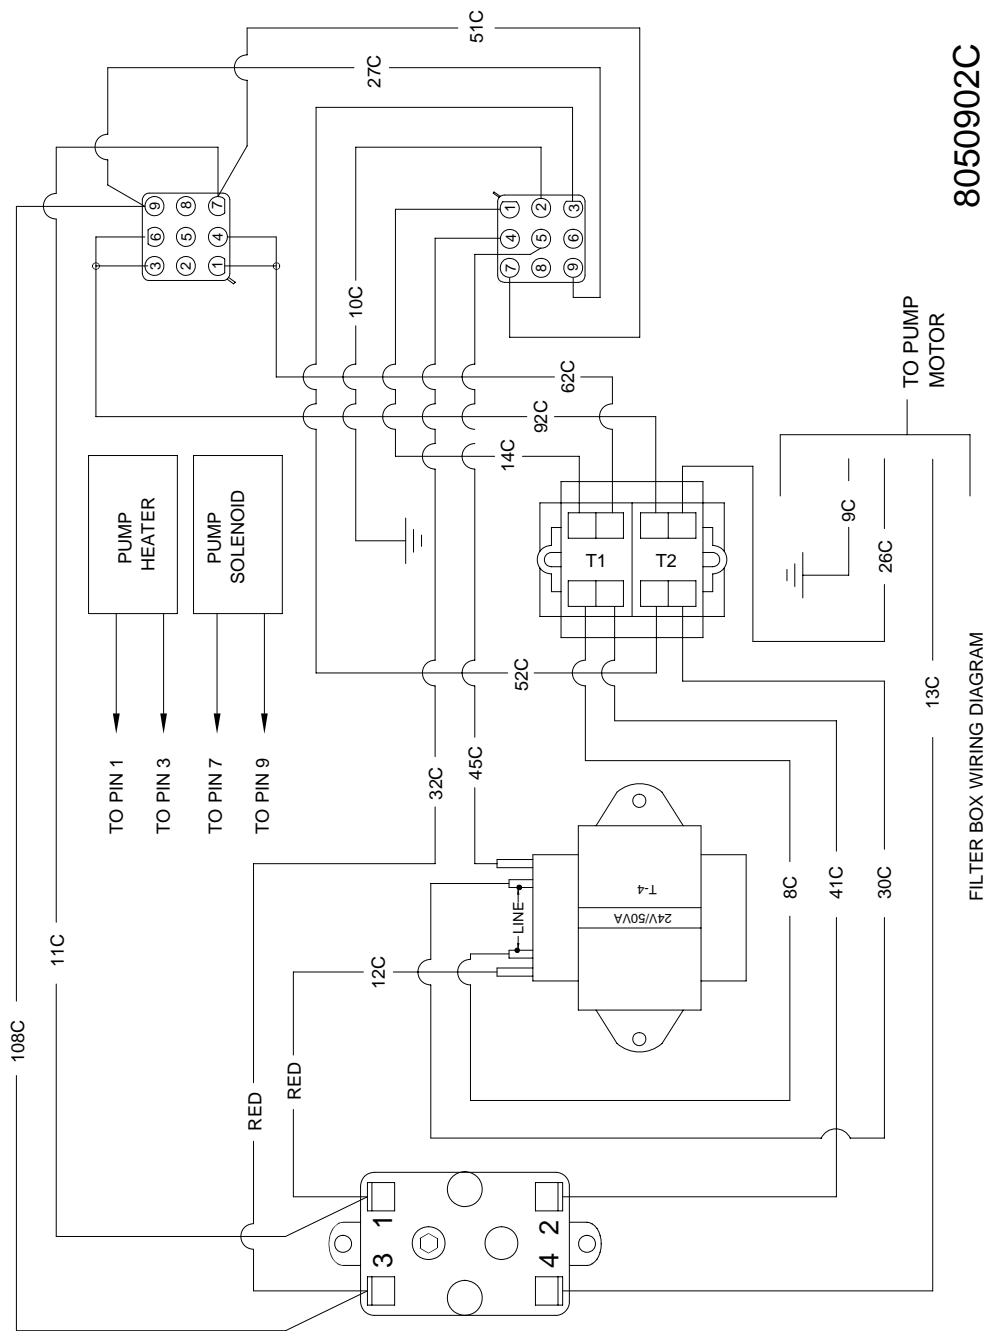 51C
27C
11C
10C
9
8
7
6
5
4
3
2
1
1
2
3
4
5
6
7
8
9
62C
92C
14C
PUMP
HEATER
PUMP
SOLENOID
TO PIN 1
TO PIN 3
TO PIN 7
TO PIN 9
T1
T2
TO PUMP
MOTOR
9C
26C
13C
52C
32C
45C
8C
41C
30C
LINE
T-4
24V/50VA
12C
108C
RED
RED
1
2
3
4
FILTER BOX WIRING DIAGRAM
8050902C